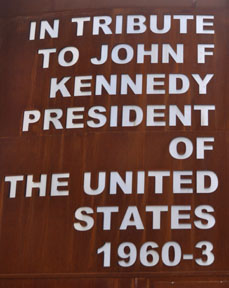 IN TRIBUTE
TO JOHN F
KENNEDY
PRESIDENT
OF
THE UNITED
STATES
1960-3